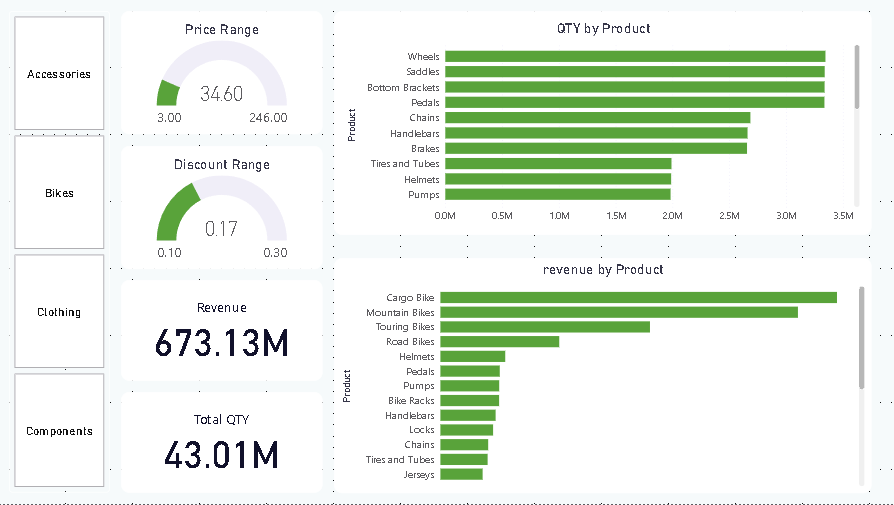 Accessories
Bikes
Clothing
Components
Price Range
34.60
3.00 246.00
Discount Range
0.17
0.10 0.30
Revenue
673.13M
Total QTY
43.01M
QTY by Product
Product
Wheels
Saddles
Bottom Brackets
Pedals
Chains
Handlebars
Brakes
Tires and Tubes
Helmets
Pumps
0.0M 0.5M 1.0M 1.5M 2.0M 2.5M 3.0M 3.5M
revenue by Product
Product
Cargo Bike
Mountain Bikes
Touring Bikes
Road Bikes
Helmets
Pedals
Pumps
Bike Racks
Handlebars
Locks
Chains
Tires and Tubes
Jerseys